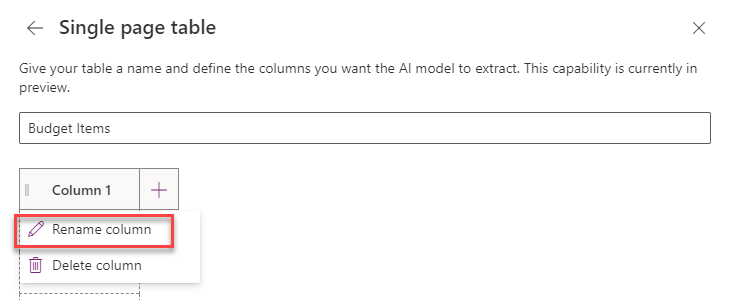 Single page table
Give your table a name and define the columns you want the AI model to extract. This capability is currently in
preview.
Budget Items
Column 1
Rename column
Delete column